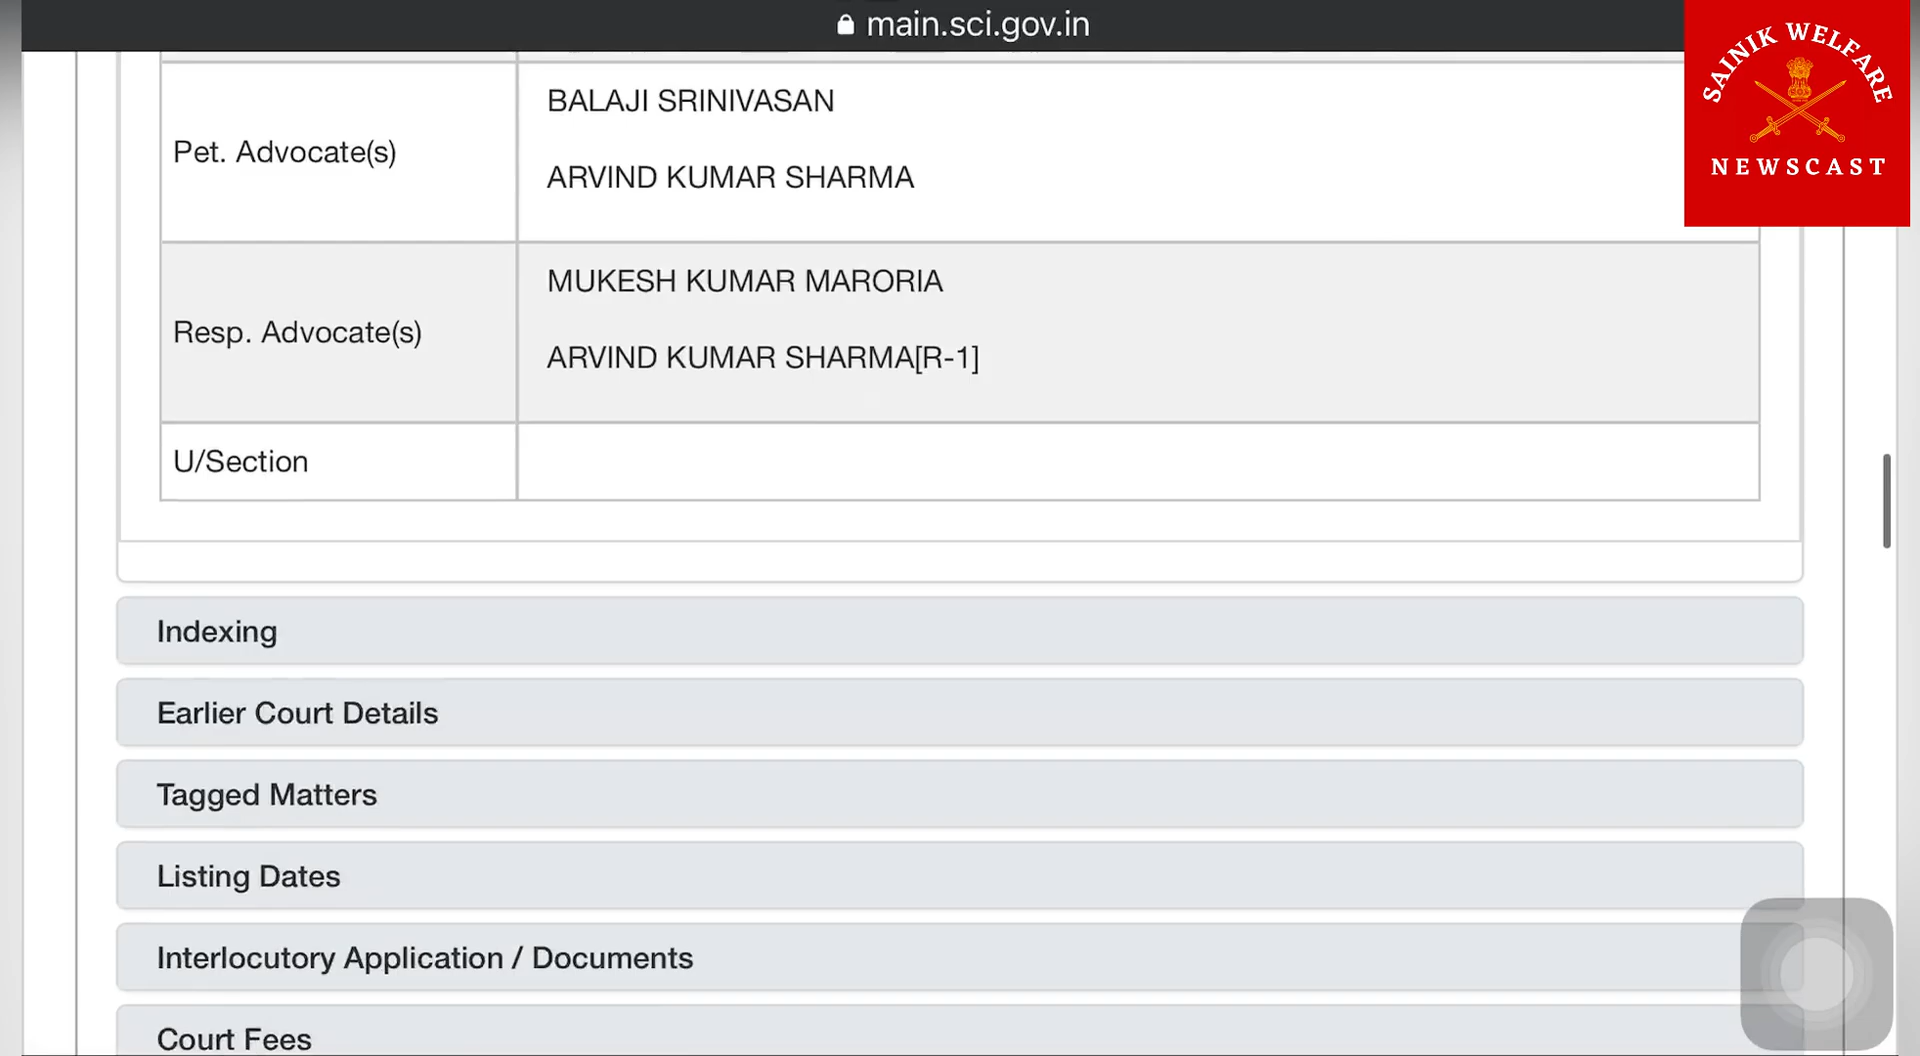 main.sci.gov.in
SAINIK WELFARE
NEWSCAST
Pet. Advocate(s)
BALAJI SRINIVASAN
ARVIND KUMAR SHARMA
Resp. Advocate(s)
MUKESH KUMAR MARORIA
ARVIND KUMAR SHARMA[R-1]
U/Section
Indexing
Earlier Court Details
Tagged Matters
Listing Dates
Interlocutory Application / Documents
Court Fees